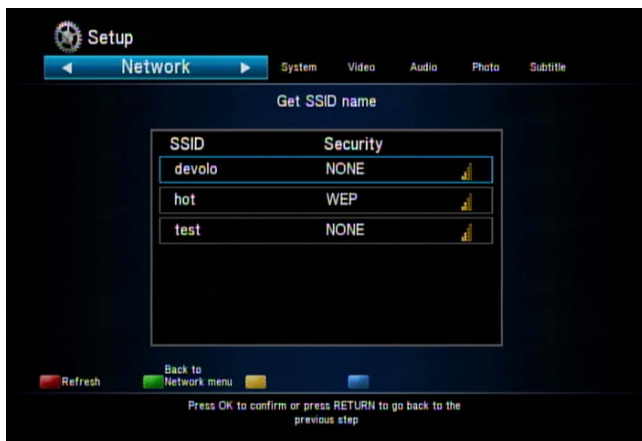 Setup
Network System Video Audio Photo Subtitle
Get SSID name
SSID Security
devolo NONE
hot WEP
test NONE
Refresh
Back to
Network menu
Press OK to confirm or press RETURN to go back to the
previous step